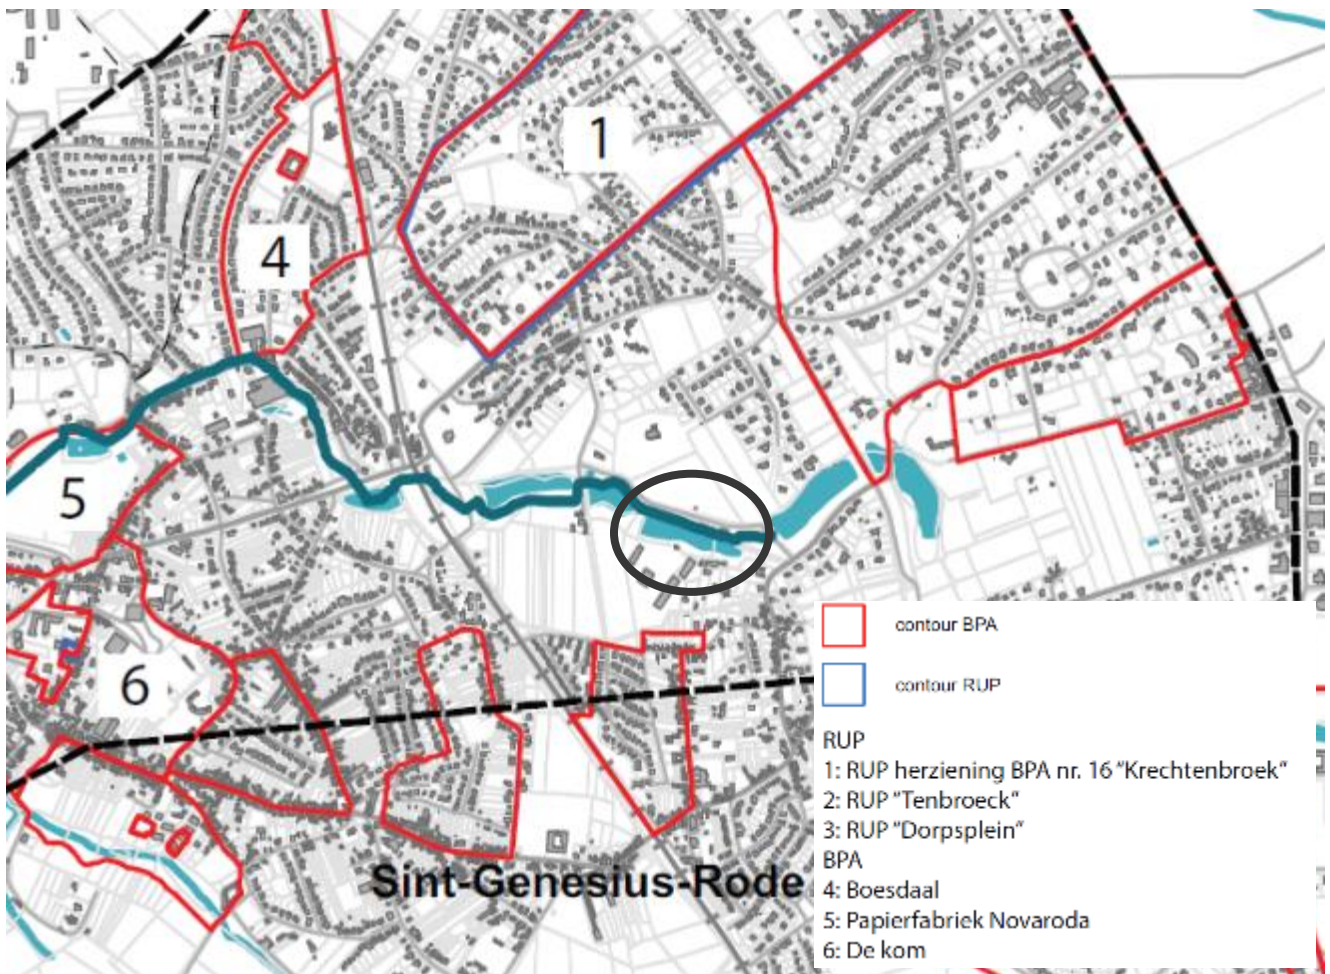 1
4
5
6
Sint-Genesius-Rode
contour BPA
contour RUP
RUP
1: RUP herziening BPA nr. 16 "Krechtenbroek"
2: RUP "Tenbroeck"
3: RUP "Dorpsplein"
BPA
4: Boesdaal
5: Papierfabriek Novaroda
6: De kom